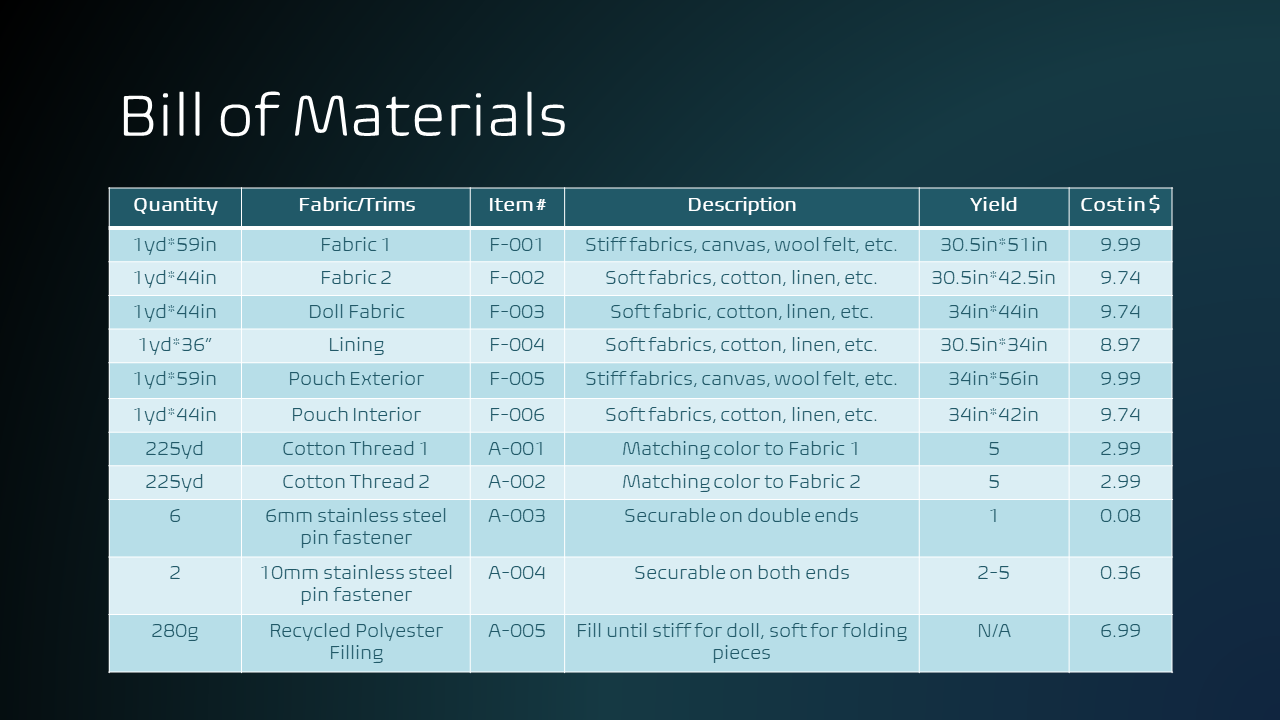 Bill of Materials
Quantity Fabric/Trims Item # Description Yield Cost in $
1yd*59in Fabric 1 F-001 Stiff fabrics, canvas, wool felt, etc. 30.5in*51in 9.99
1yd*44in Fabric 2 F-002 Soft fabrics, cotton, linen, etc. 30.5in*42.5in 9.74
1yd*44in Doll Fabric F-003 Soft fabric, cotton, linen, etc. 34in*44in 9.74
1yd*36” Lining F-004 Soft fabrics, cotton, linen, etc. 30.5in*34in 8.97
1yd*59in Pouch Exterior F-005 Stiff fabrics, canvas, wool felt, etc. 34in*56in 9.99
1yd*44in Pouch Interior F-006 Soft fabrics, cotton, linen, etc. 34in*42in 9.74
225yd Cotton Thread 1 A-001 Matching color to Fabric 1 5 2.99
225yd Cotton Thread 2 A-002 Matching color to Fabric 2 5 2.99
6 6mm stainless steel A-003 Securable on double ends 1 0.08
pin fastener
2 10mm stainless steel A-004 Securable on both ends 2-5 0.36
pin fastener
280g Recycled Polyester A-005 Fill until stiff for doll, soft for folding N/A 6.99
Filling pieces